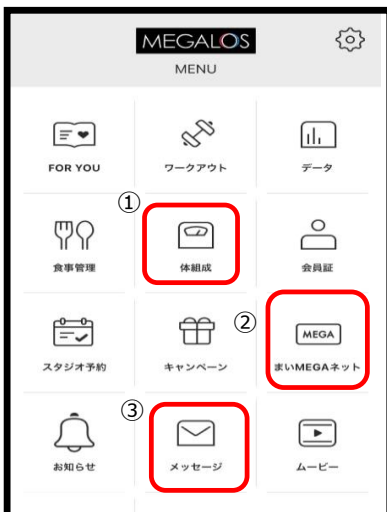 MEGALOS
MENU
FOR YOU
ワークアウト
データ
①
食事管理
体組成
会員証
②
MEGA
スタジオ予約
キャンペーン
まいMEGAネット
③
お知らせ
メッセージ
ムービー